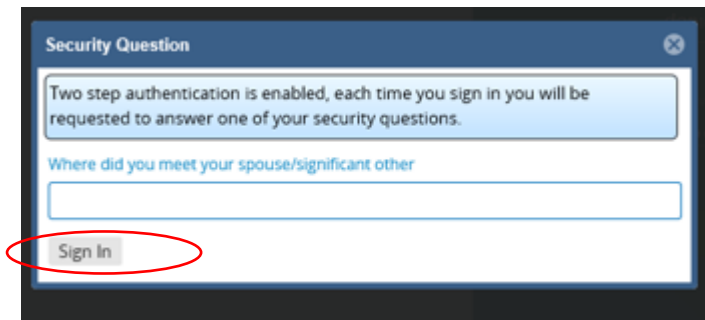 Security Question
Two step authentication is enabled, each time you sign in you will be
requested to answer one of your security questions.
Where did you meet your spouse/significant other
Sign In